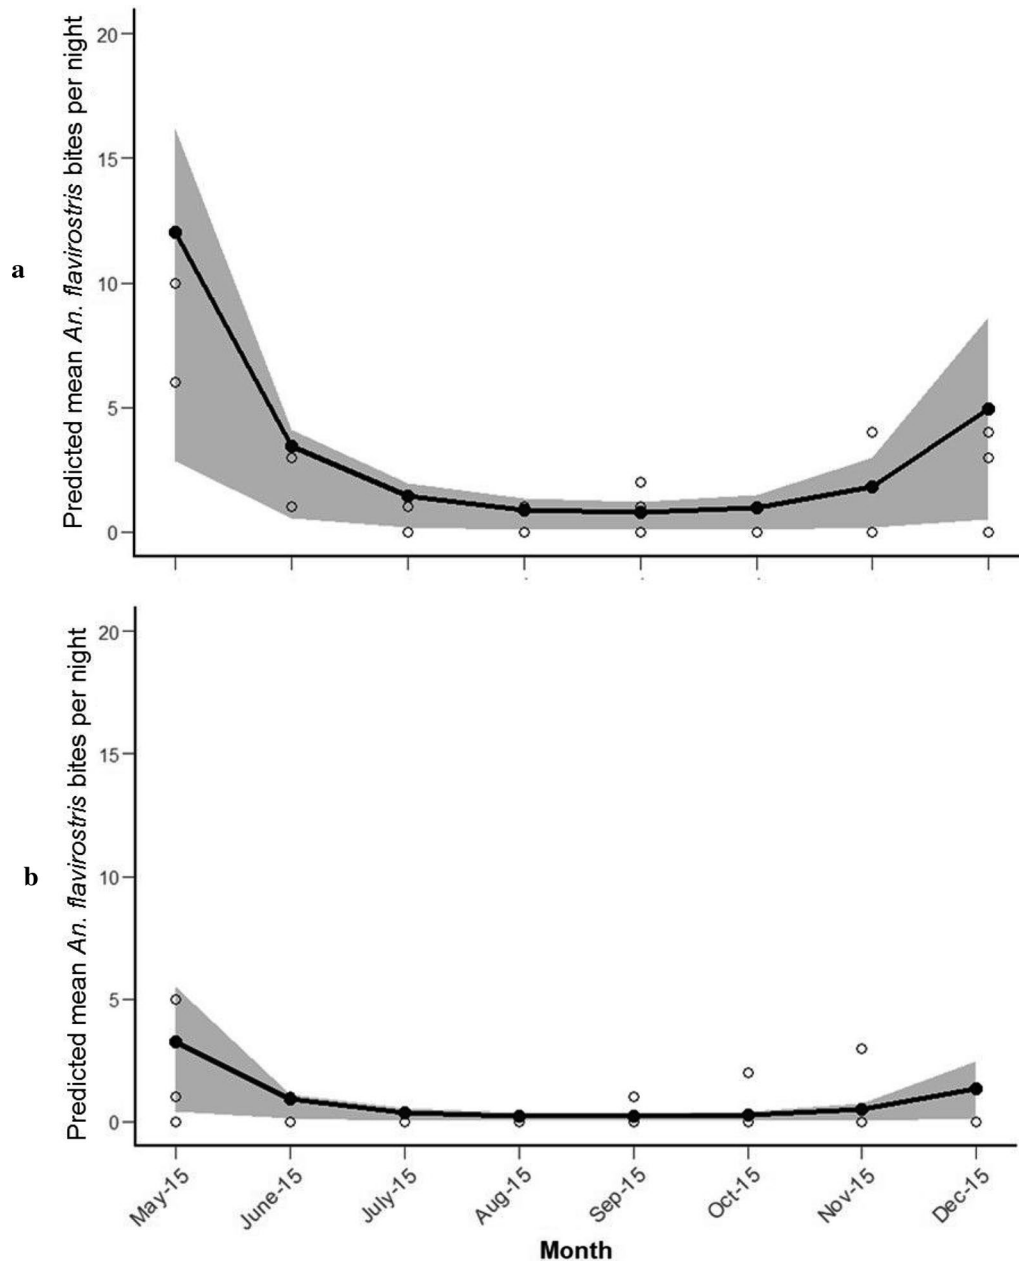 a
Predicted mean An. flavirostris bites per night
20
15
10
5
0
b
Predicted mean An. flavirostris bites per night
20
15
10
5
0
May-15
June-15
July-15
Aug-15
Sep-15
Oct-15
Nov-15
Dec-15
Month